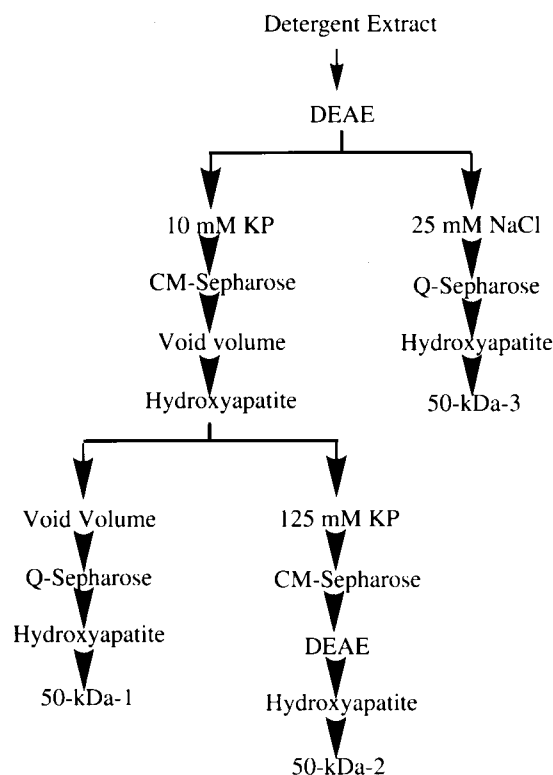 Detergent Extract
DEAE
10 mM KP
25 mM NaCl
CM-Sepharose
Q-Sepharose
Void volume
Hydroxyapatite
Hydroxyapatite
50-kDa-3
Void Volume
125 mM KP
Q-Sepharose
CM-Sepharose
Hydroxyapatite
DEAE
50-kDa-1
Hydroxyapatite
50-kDa-2